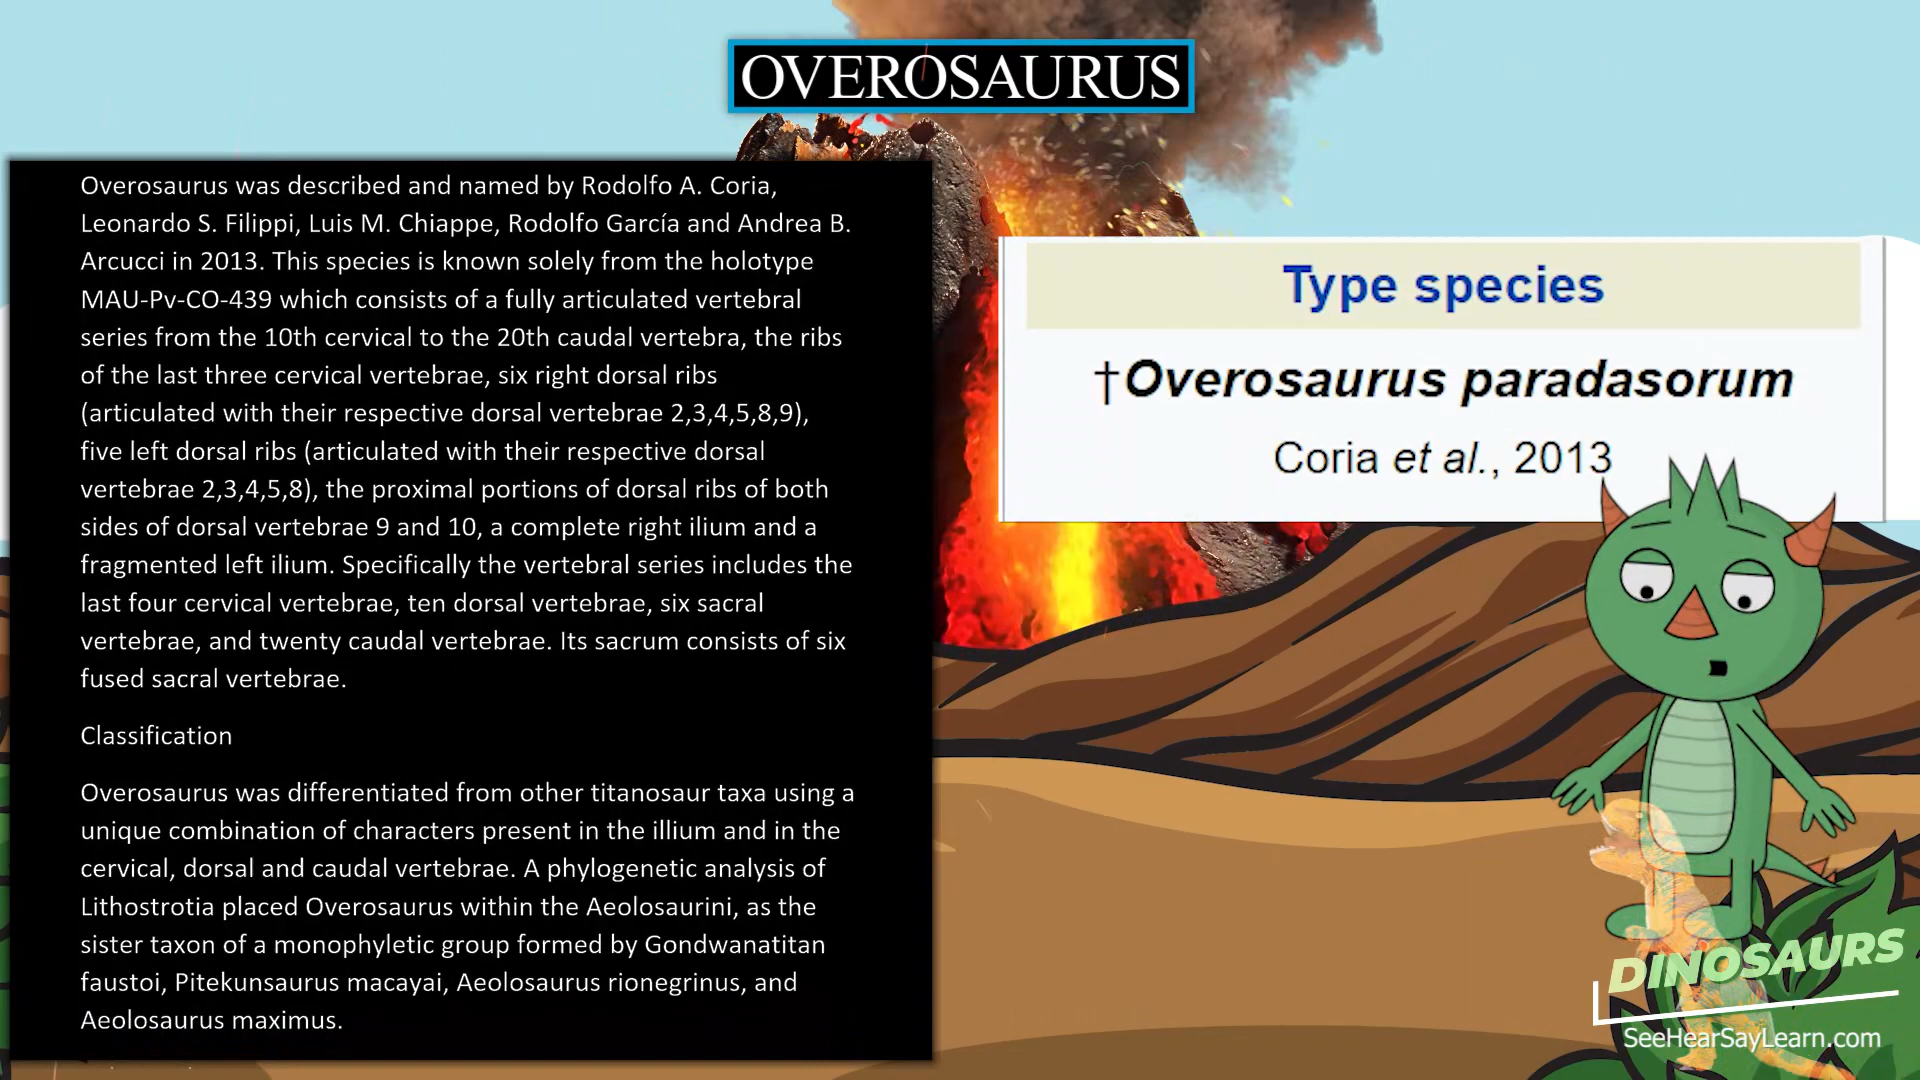 OVEROSAURUS
Overosaurus was described and named by Rodolfo A. Coria,
Leonardo S. Filippi, Luis M. Chiappe, Rodolfo García and Andrea B.
Arcucci in 2013. This species is known solely from the holotype
MAU-Pv-CO-439 which consists of a fully articulated vertebral
series from the 10th cervical to the 20th caudal vertebra, the ribs
of the last three cervical vertebrae, six right dorsal ribs
(articulated with their respective dorsal vertebrae 2,3,4,5,8,9),
five left dorsal ribs (articulated with their respective dorsal
vertebrae 2,3,4,5,8), the proximal portions of dorsal ribs of both
sides of dorsal vertebrae 9 and 10, a complete right ilium and a
fragmented left ilium. Specifically the vertebral series includes the
last four cervical vertebrae, ten dorsal vertebrae, six sacral
vertebrae, and twenty caudal vertebrae. Its sacrum consists of six
fused sacral vertebrae.
Classification
Overosaurus was differentiated from other titanosaur taxa using a
unique combination of characters present in the illium and in the
cervical, dorsal and caudal vertebrae. A phylogenetic analysis of
Lithostrotia placed Overosaurus within the Aeolosaurini, as the
sister taxon of a monophyletic group formed by Gondwanatitan
faustoi, Pitekunsaurus macayai, Aeolosaurus rionegrinus, and
Aeolosaurus maximus.
Type species
†Overosaurus paradasorum
Coria et al., 2013
DINOSAURS
SeeHearSayLearn.com